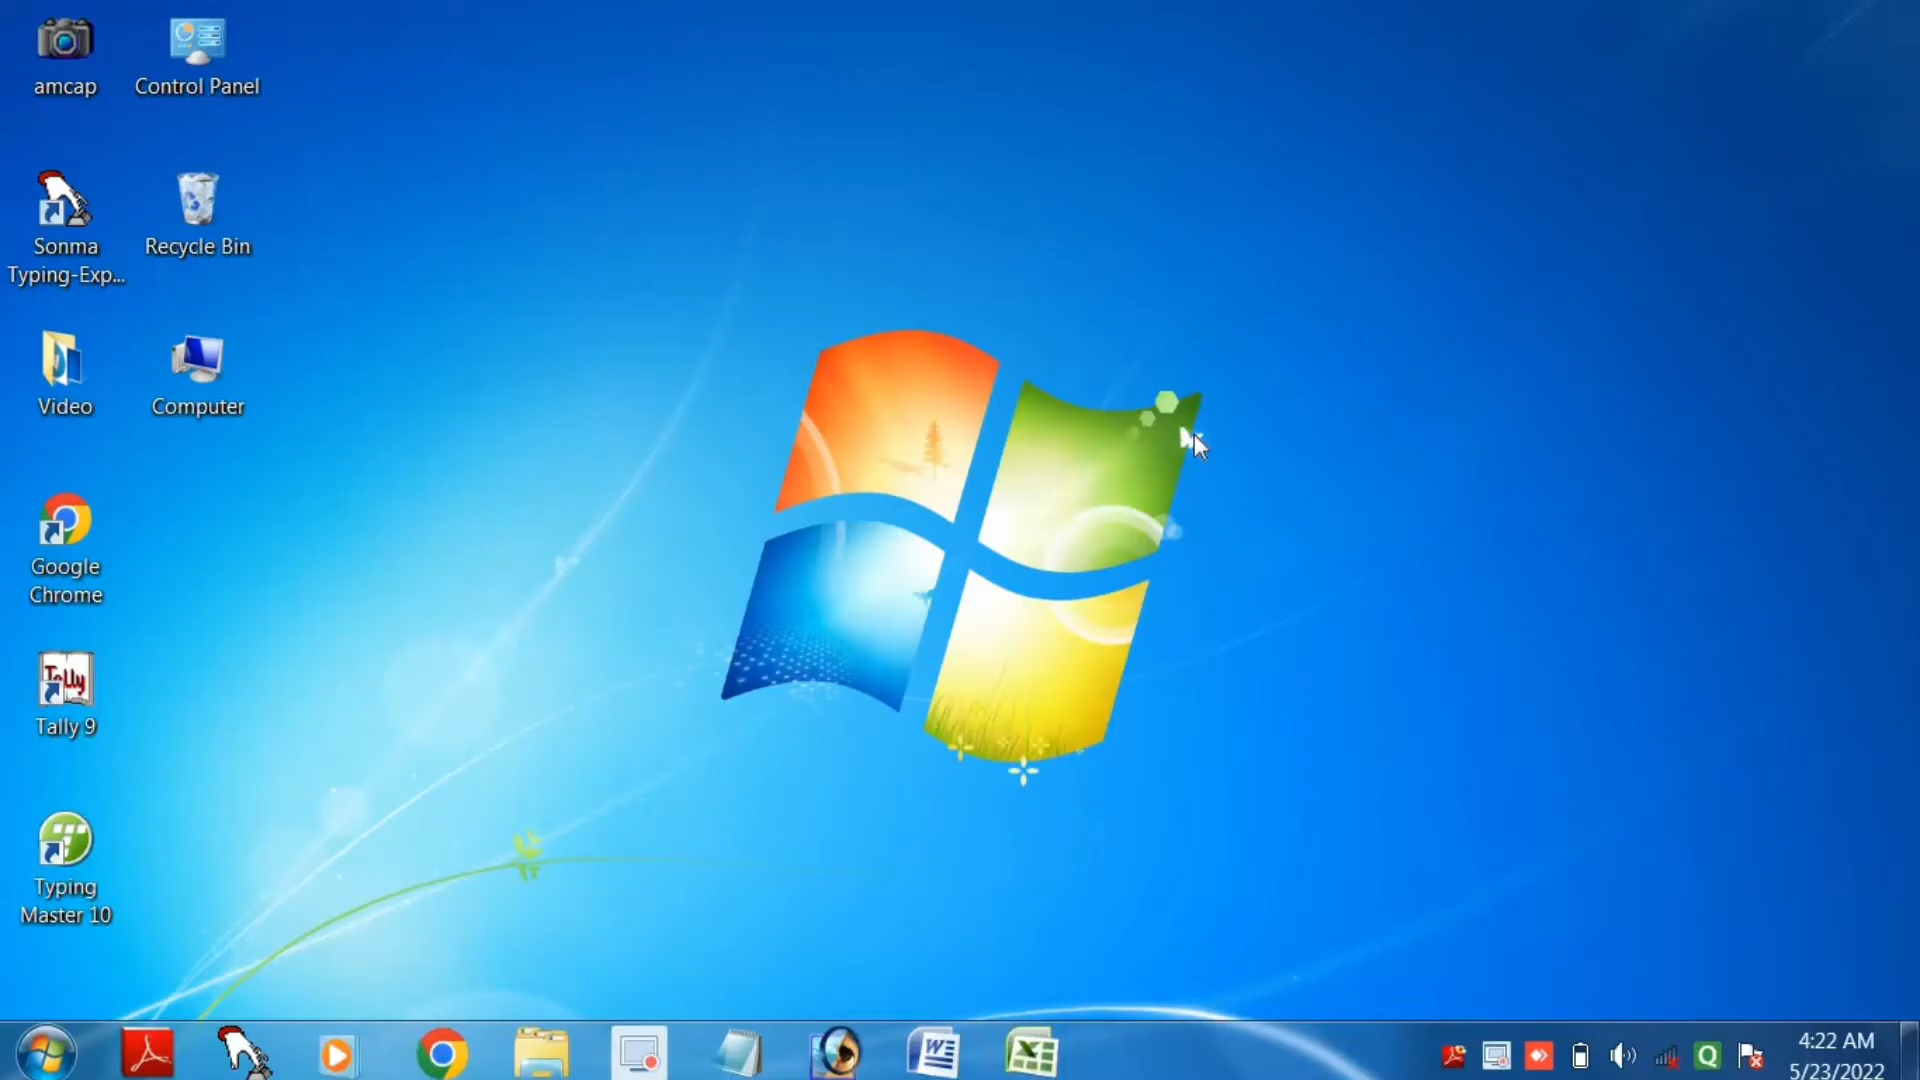 amcap
Control Panel
Sonma
Typing-Exp...
Recycle Bin
Video
Computer
Google
Chrome
Tally
Tally 9
Typing
Master 10
W
X
Q
4:22 AM
5/23/2022